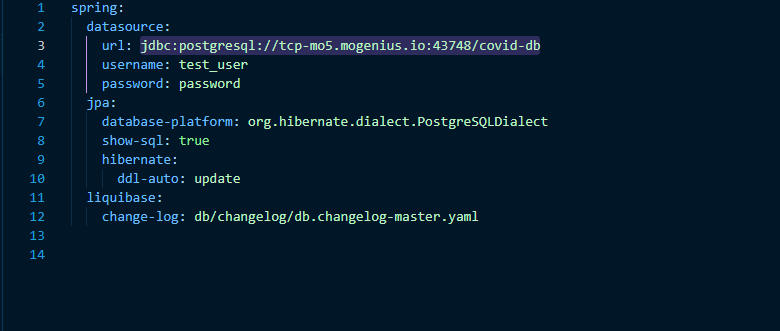 1 spring:
2 datasource:
3 url: jdbc:postgresql://tcp-mo5.mogenius.io:43748/covid-db
4 username: test_user
5 password: password
6 jpa:
7 database-platform: org.hibernate.dialect.PostgreSQLDialect
8 show-sql: true
9 hibernate:
10 ddl-auto: update
11 liquibase:
12 change-log: db/changelog/db.changelog-master.yaml
13
14